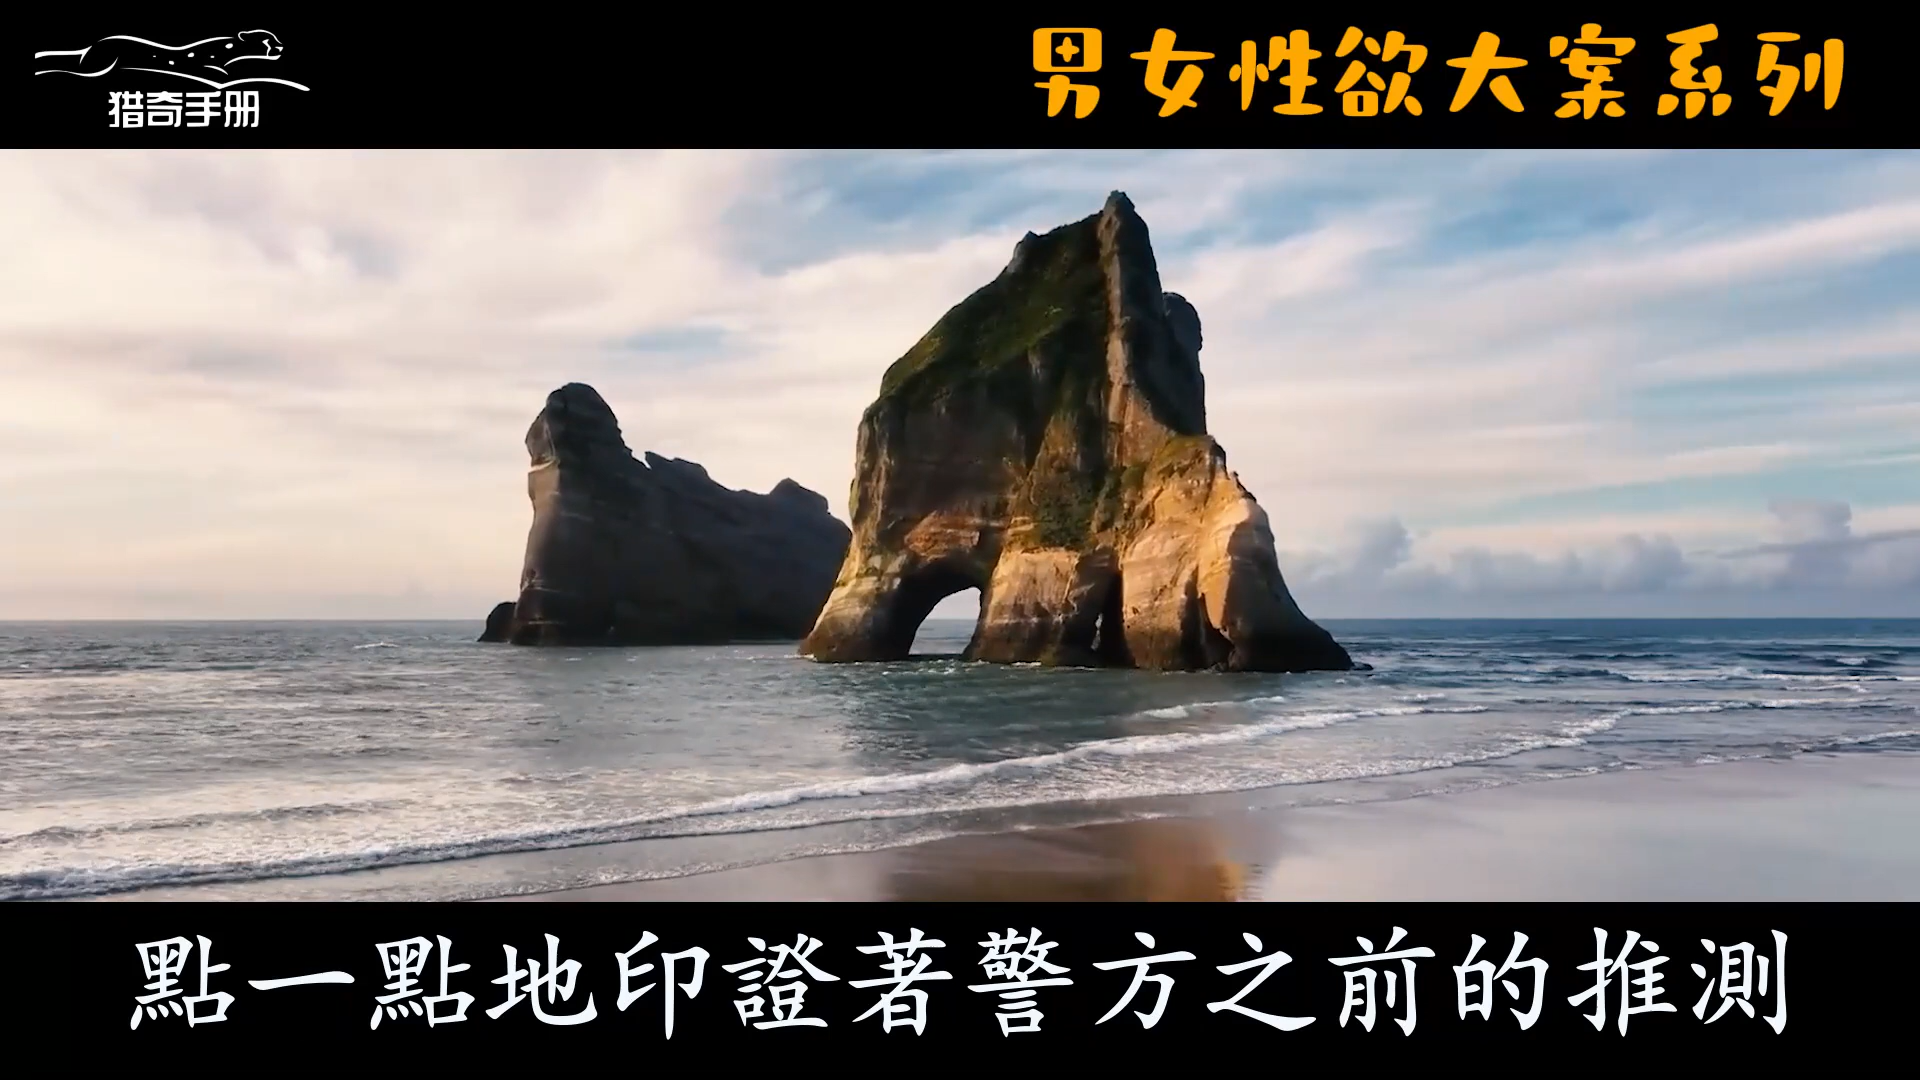 猎奇手册
男女性欲大案系列
點一點地印證著警方之前的推測